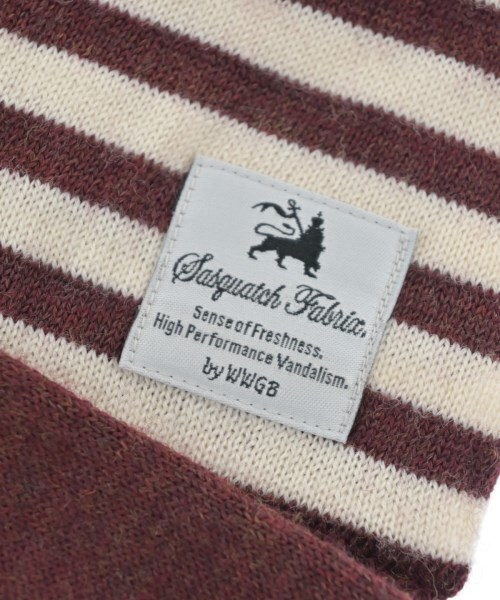 Sasquatch Fabrix.
Sense of Freshness.
High Performance Vandalism.
by WWGB